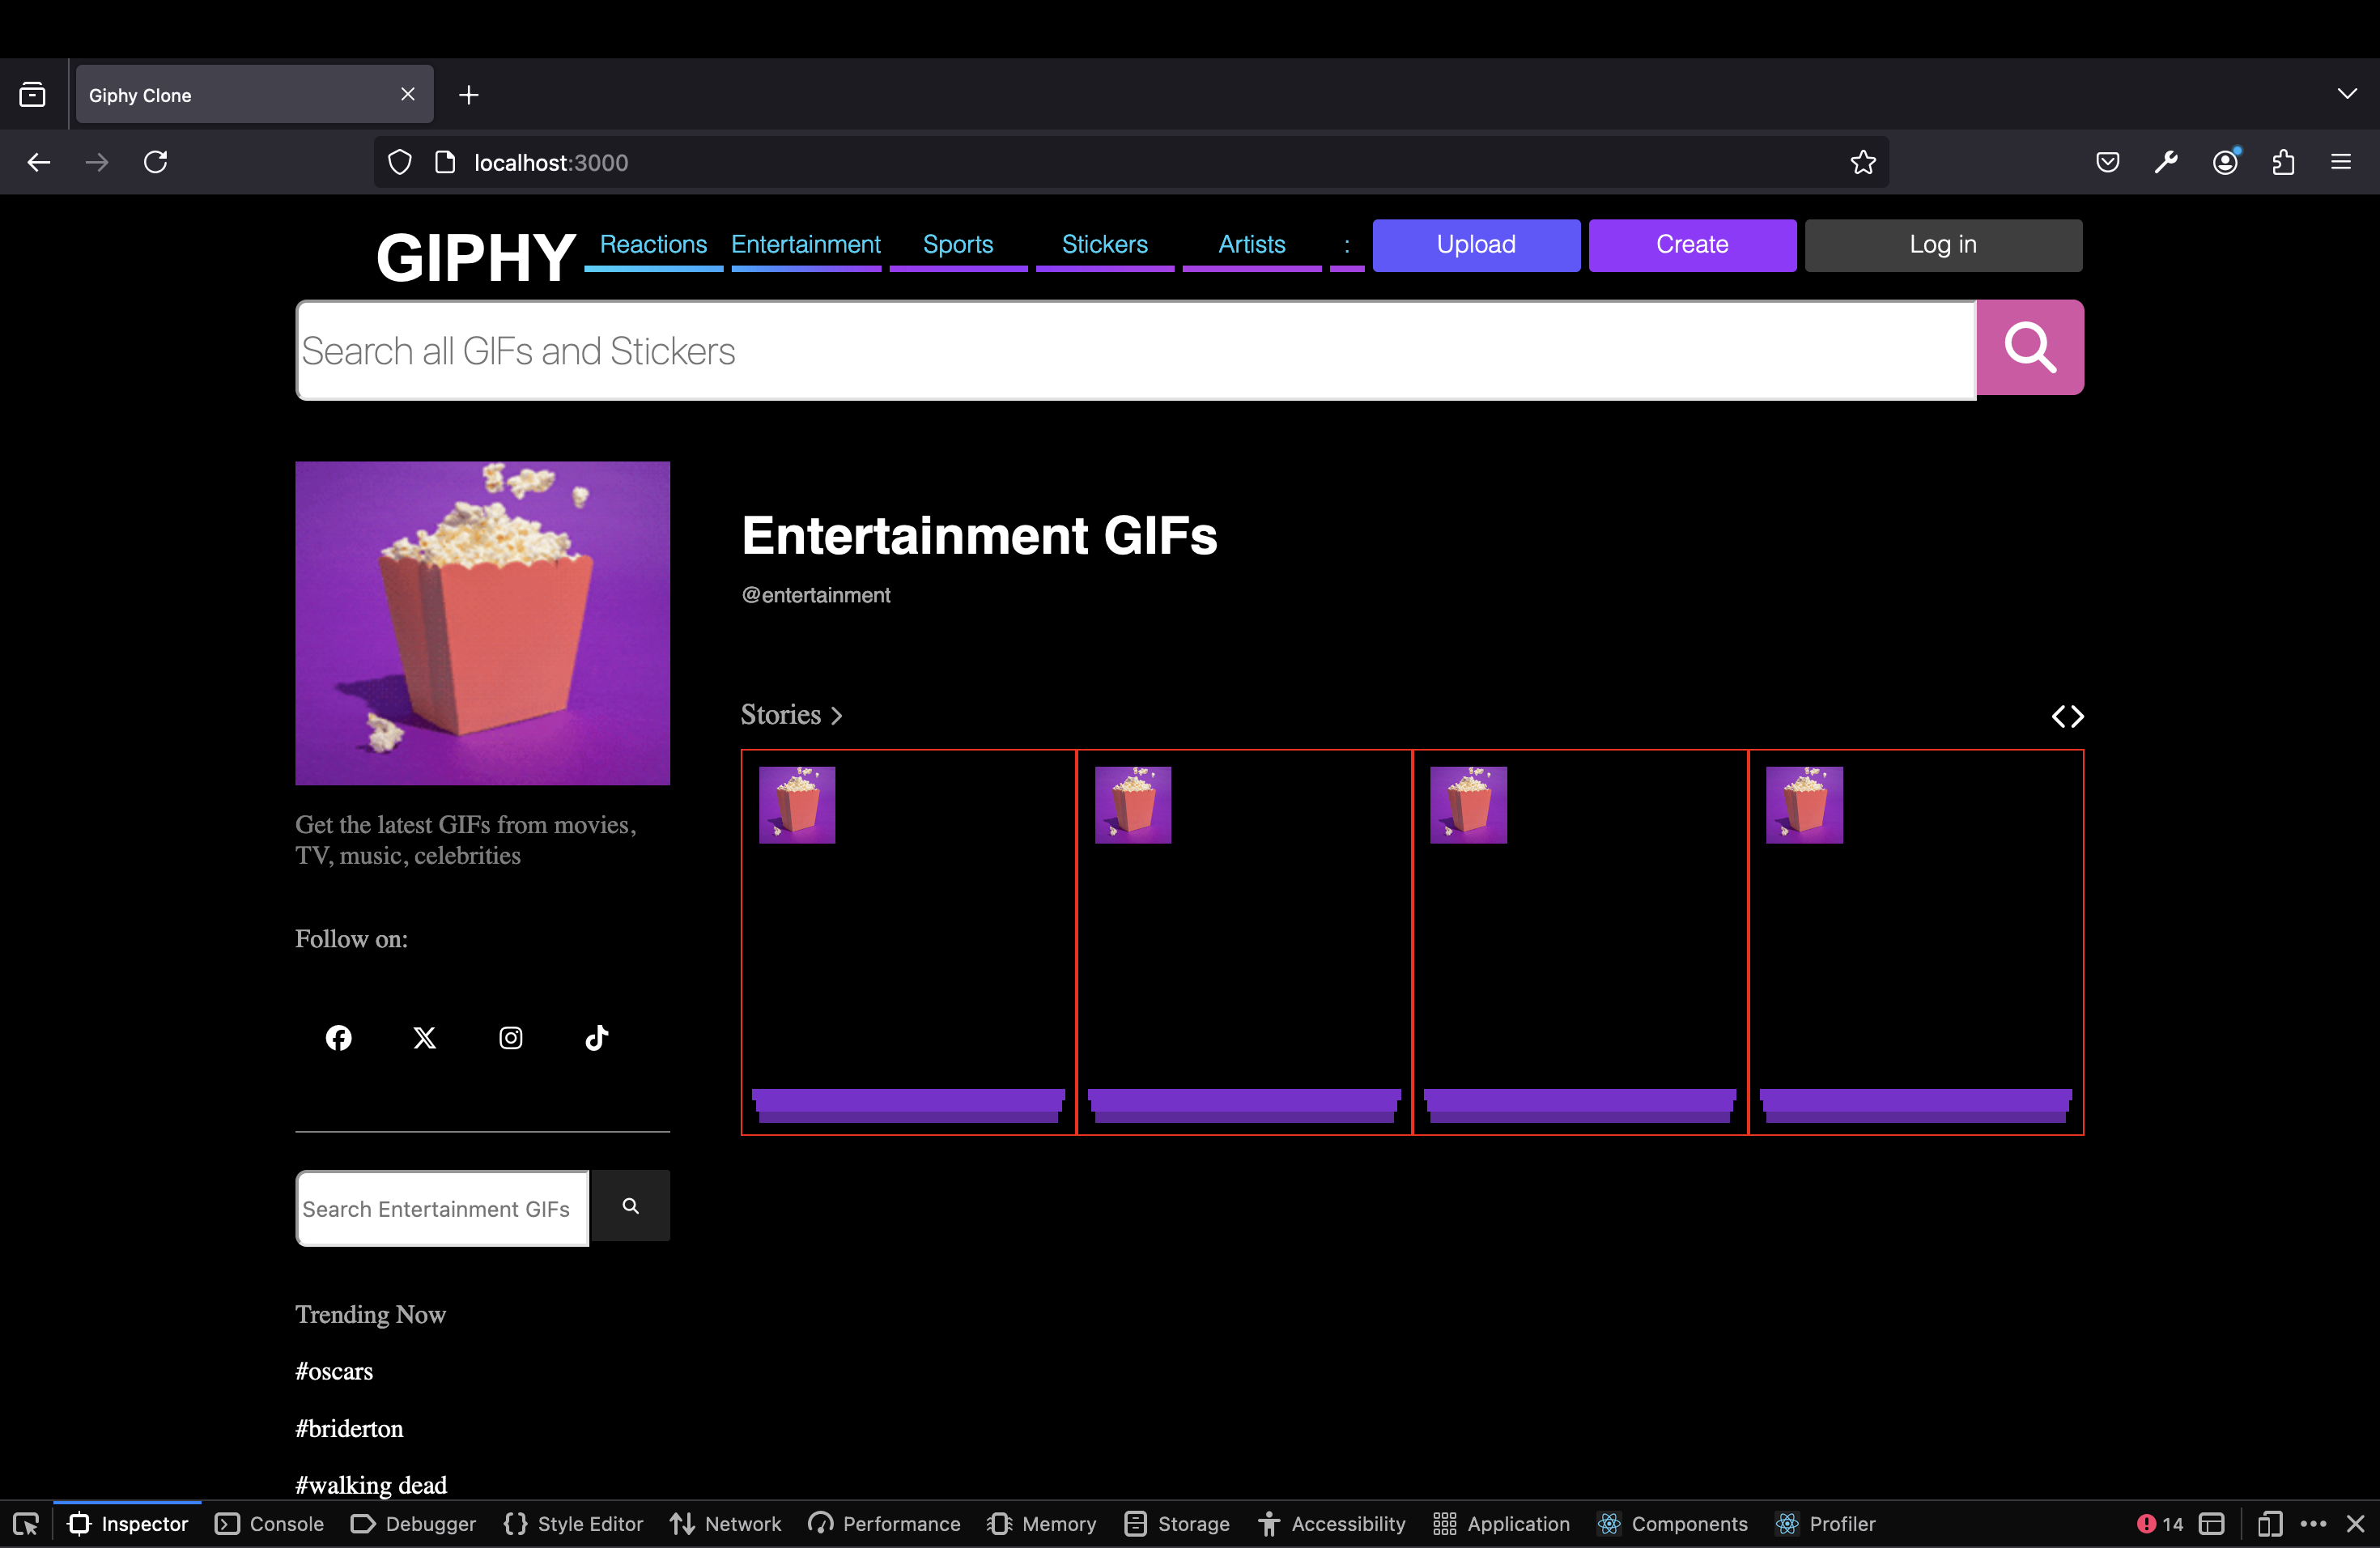 Giphy Clone
localhost:3000
GIPHY Reactions Entertainment Sports Stickers Artists : Upload Create Log in
Search all GIFs and Stickers
Entertainment GIFs
@entertainment
Stories
Get the latest GIFs from movies,
TV, music, celebrities
Follow on:
Search Entertainment GIFs
Trending Now
#oscars
#briderton
#walking dead
Inspector Console Debugger Style Editor Network Performance Memory Storage Accessibility Application Components Profiler 14